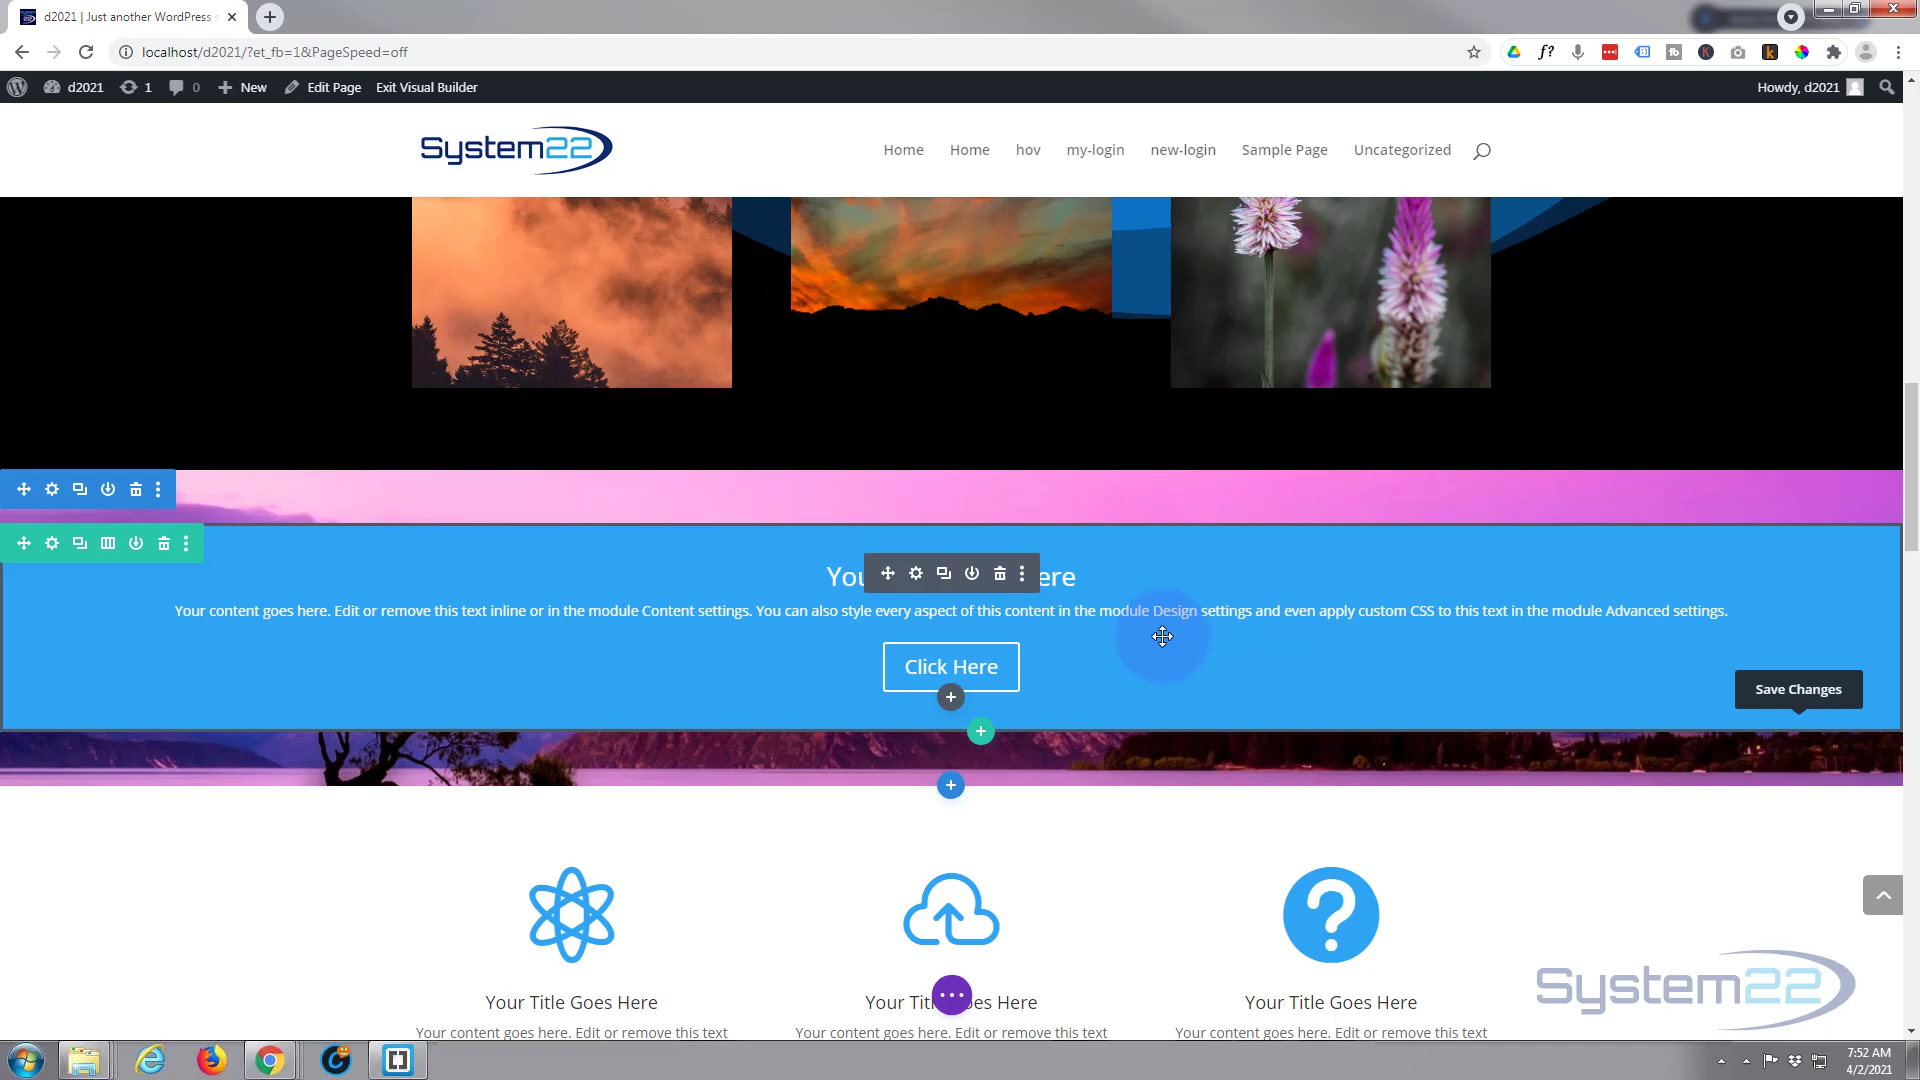 d2021 | Just another WordPress s
localhost/d2021/?et_fb=1&PageSpeed=off
d2021 1 0 New Edit Page Exit Visual Builder Howdy, d2021
System22 Home Home hov my-login new-login Sample Page Uncategorized
You ere
Your content goes here. Edit or remove this text inline or in the module Content settings. You can also style every aspect of this content in the module Design settings and even apply custom CSS to this text in the module Advanced settings.
Click Here
Save Changes
Your Title Goes Here Your Titl oes Here Your Title Goes Here
Your content goes here. Edit or remove this text Your content goes here. Edit or remove this text Your content goes here. Edit or remove this text
System22
7:52 AM
4/2/2021